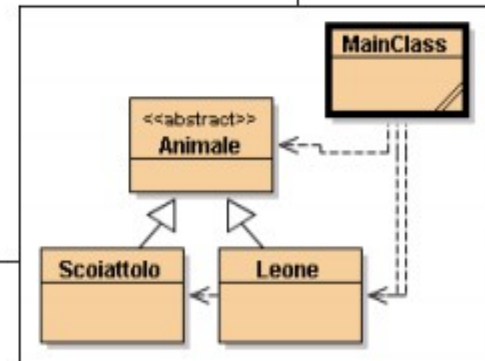 MainClass
<<abstract>>
Animale
Scoiattolo
Leone